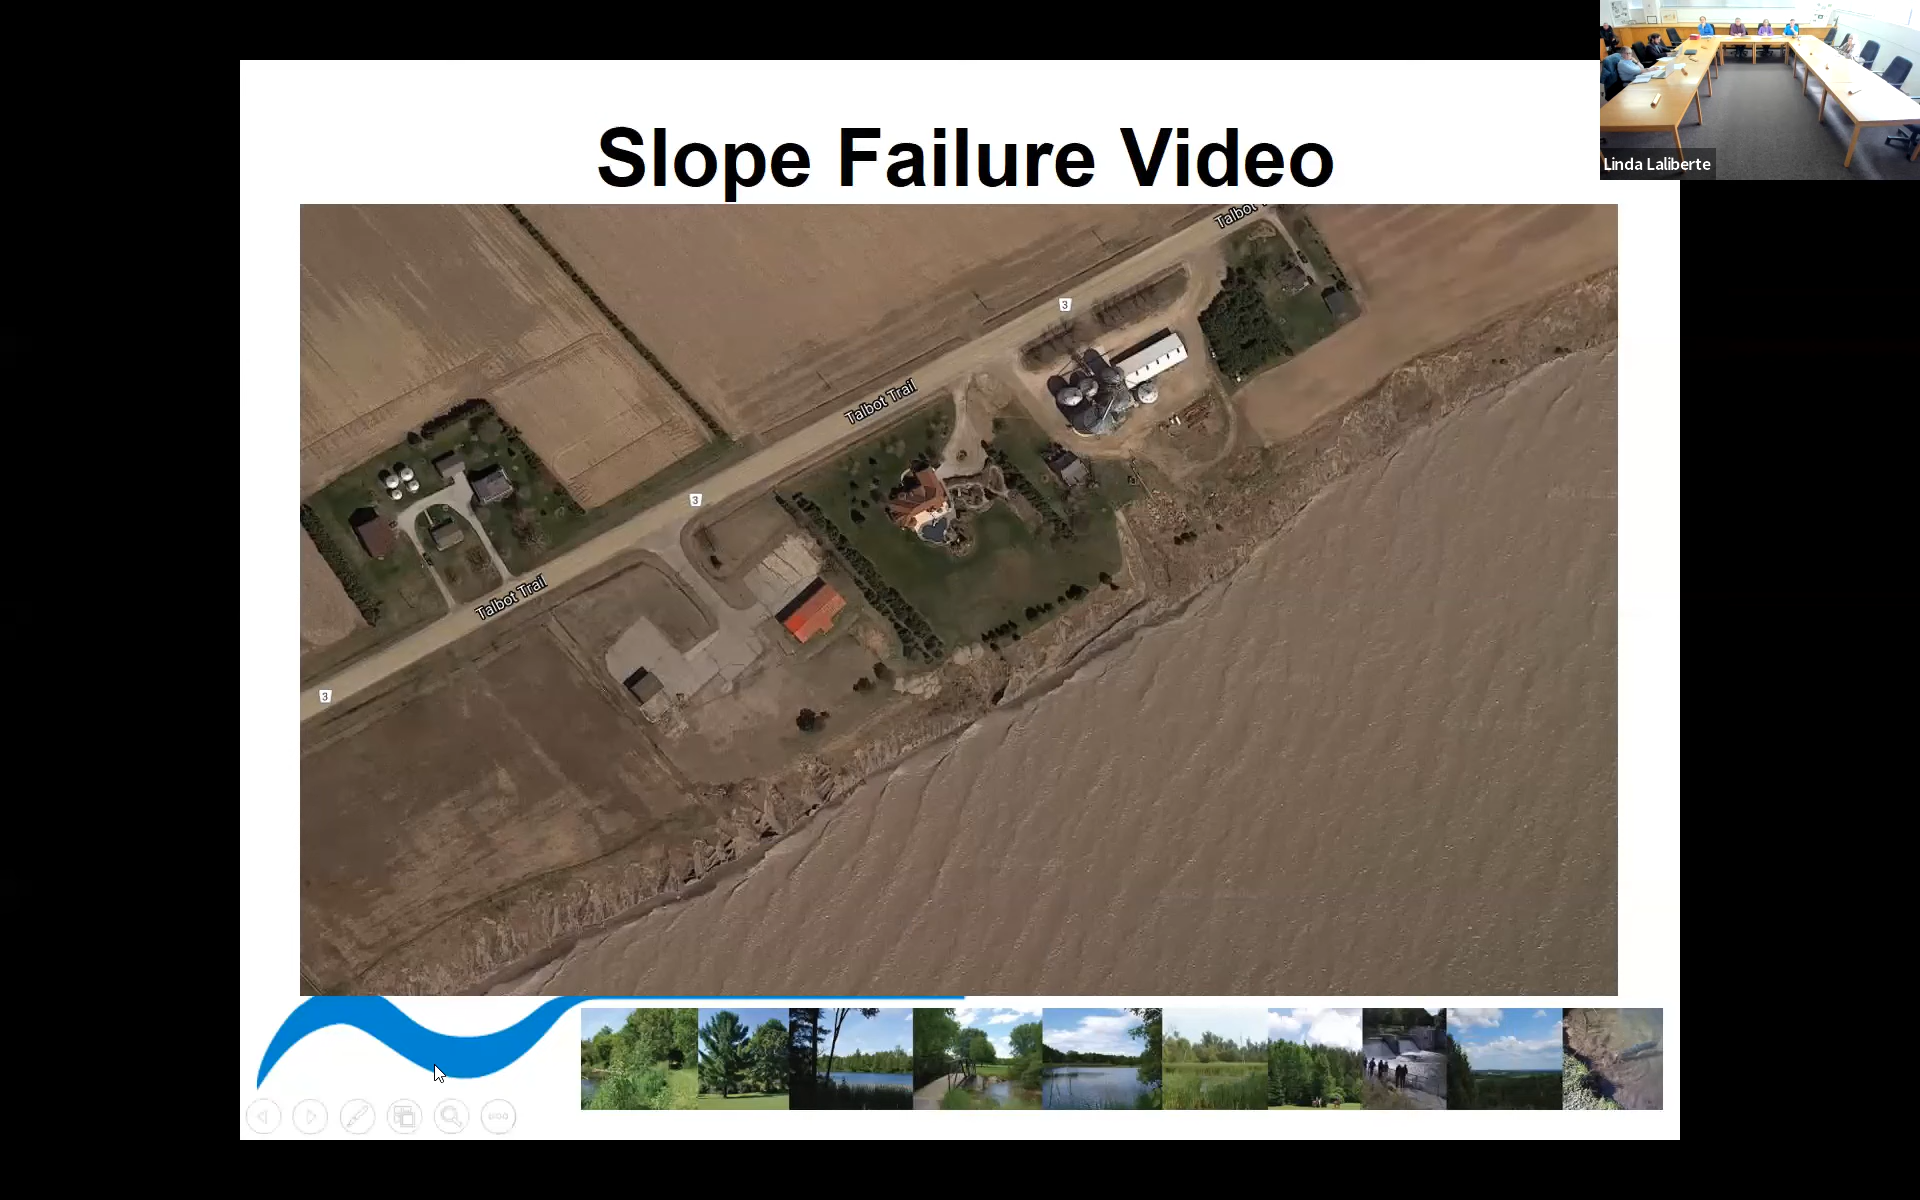 Linda Laliberte
Slope Failure Video
Talbot
3
Talbot Trail
3
Talbot Trail
3